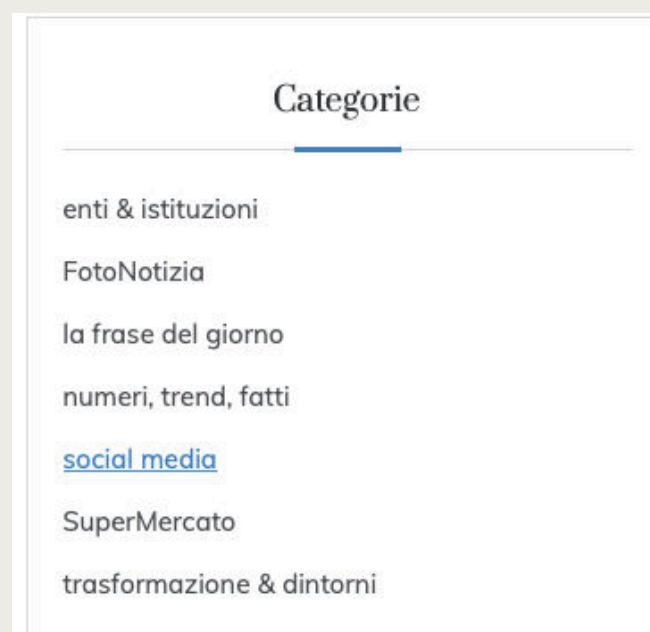 Categorie
enti & istituzioni
FotoNotizia
la frase del giorno
numeri, trend, fatti
social media
SuperMercato
trasformazione & dintorni